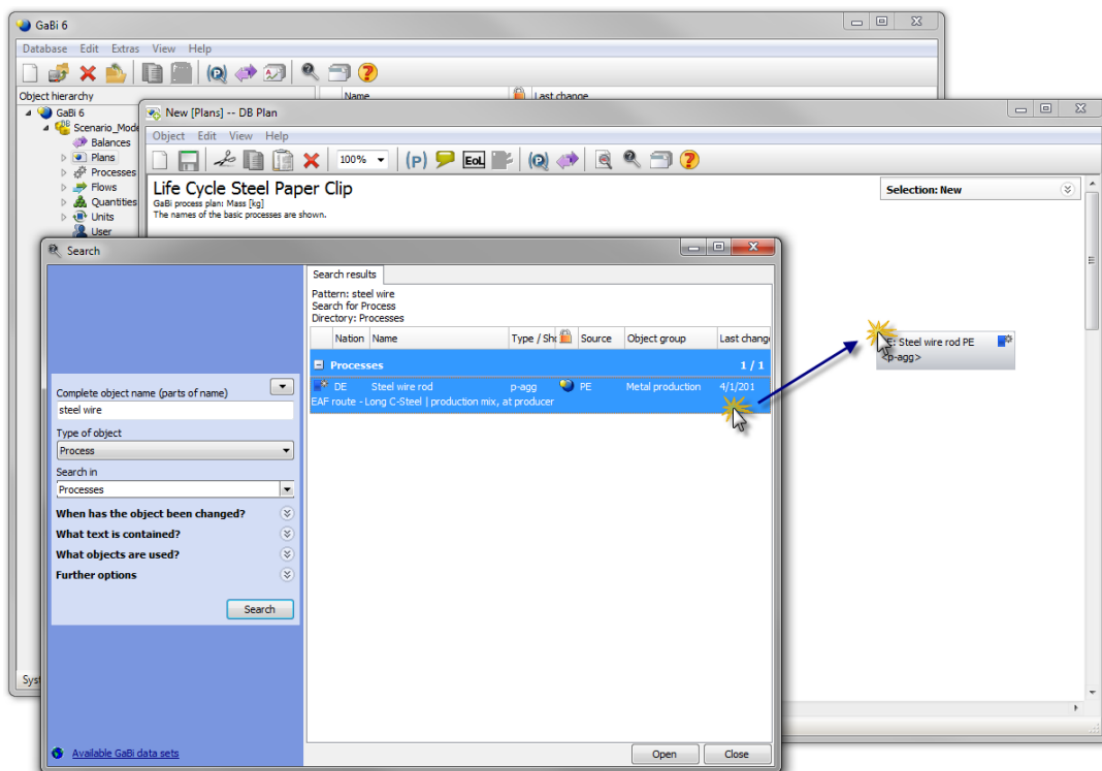 GaBi 6
Database Edit Extras View Help
Object hierarchy
Name Last change
GaBi 6
Balances
Plans
Processes
Flows
Quantities
Units
User
New [Plans] -- DB Plan
Object Edit View Help
100% (P) EoL
Life Cycle Steel Paper Clip
GaBi process plan: Mass [kg]
The names of the basic processes are shown.
Selection: New
Steel wire rod PE
<p-agg>
Search
Complete object name (parts of name)
steel wire
Type of object
Process
Search in
Processes
When has the object been changed?
What text is contained?
What objects are used?
Further options
Search
Available GaBi data sets
Search results
Pattern: steel wire
Search for Process
Directory: Processes
Nation Name Type / Source Object group Last change
Processes 1 / 1
DE Steel wire rod p-agg PE Metal production 4/1/201
EAF route - Long C-Steel | production mix, at producer
Open Close